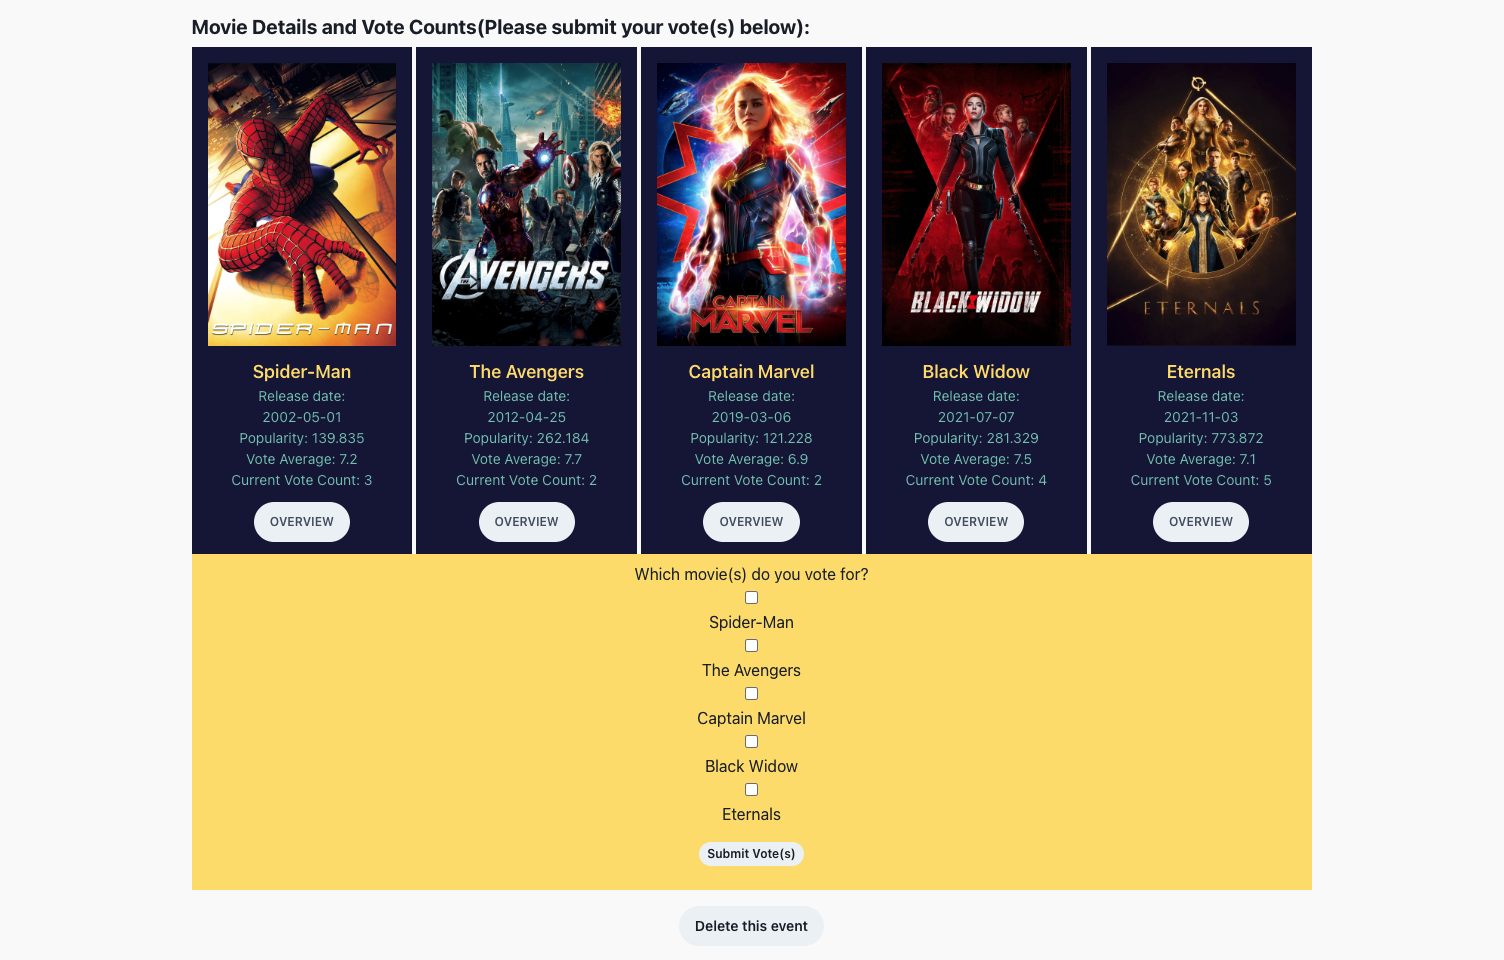 Movie Details and Vote Counts(Please submit your vote(s) below):
SPIDER-MAN
THE AVENGERS
CAPTAIN
MARVEL
BLACK WIDOW
ETERNALS
Spider-Man
Release date:
2002-05-01
Popularity: 139.835
Vote Average: 7.2
Current Vote Count: 3
OVERVIEW
The Avengers
Release date:
2012-04-25
Popularity: 262.184
Vote Average: 7.7
Current Vote Count: 2
OVERVIEW
Captain Marvel
Release date:
2019-03-06
Popularity: 121.228
Vote Average: 6.9
Current Vote Count: 2
OVERVIEW
Black Widow
Release date:
2021-07-07
Popularity: 281.329
Vote Average: 7.5
Current Vote Count: 4
OVERVIEW
Eternals
Release date:
2021-11-03
Popularity: 773.872
Vote Average: 7.1
Current Vote Count: 5
OVERVIEW
Which movie(s) do you vote for?
Spider-Man
The Avengers
Captain Marvel
Black Widow
Eternals
Submit Vote(s)
Delete this event